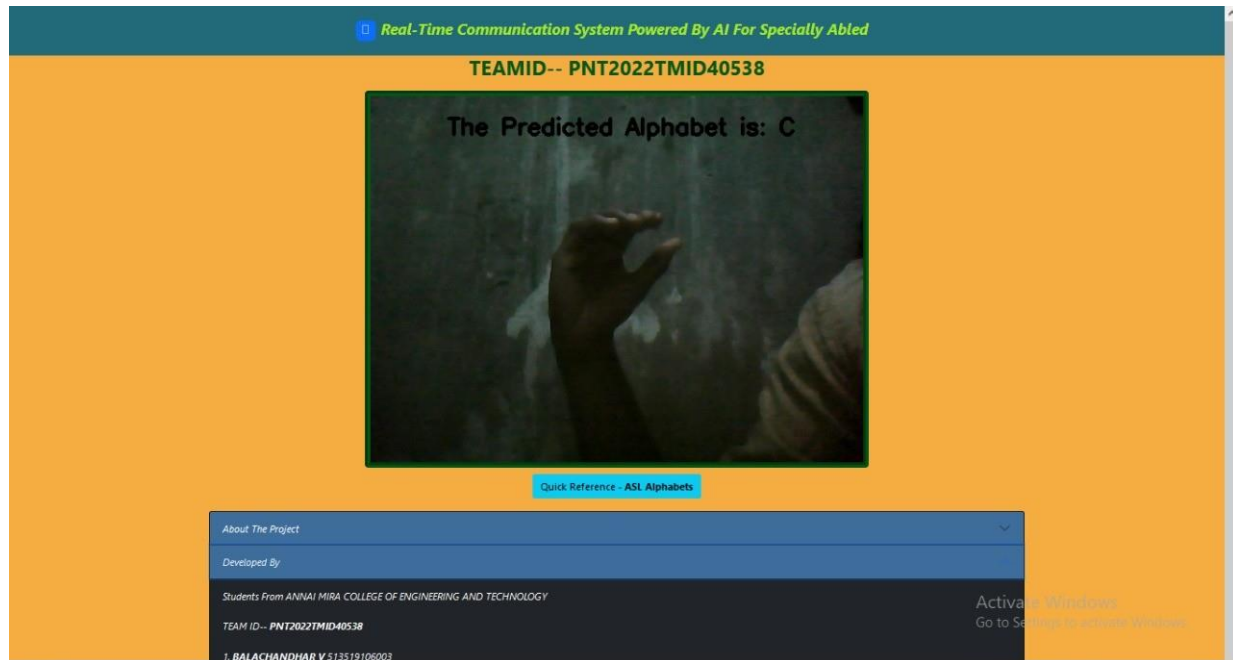 Real-Time Communication System Powered By AI For Specially Abled
TEAMID-- PNT2022TMID40538
The Predicted Alphabet is: C
Quick Reference - ASL Alphabets
About The Project
Developed By
Students From ANNAI MIRA COLLEGE OF ENGINEERING AND TECHNOLOGY
TEAM ID-- PNT2022TMID40538
1. BALACHANDHAR V 513519106003
Activate Windows
Go to Settings to activate Windows.